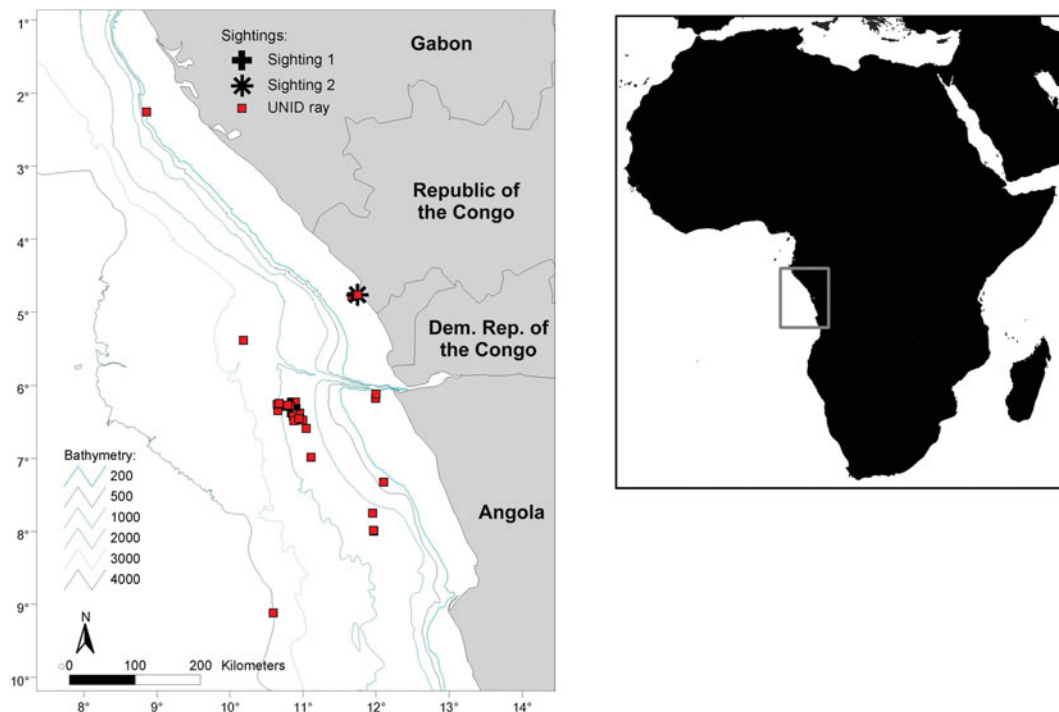 1°
2°
3°
4°
5°
6°
7°
8°
9°
10°
Sightings:
Sighting 1
Sighting 2
UNID ray
Gabon
Republic of
the Congo
Dem. Rep. of
the Congo
Angola
Bathymetry:
200
500
1000
2000
3000
4000
N
0 100 200 Kilometers
8° 9° 10° 11° 12° 13° 14°